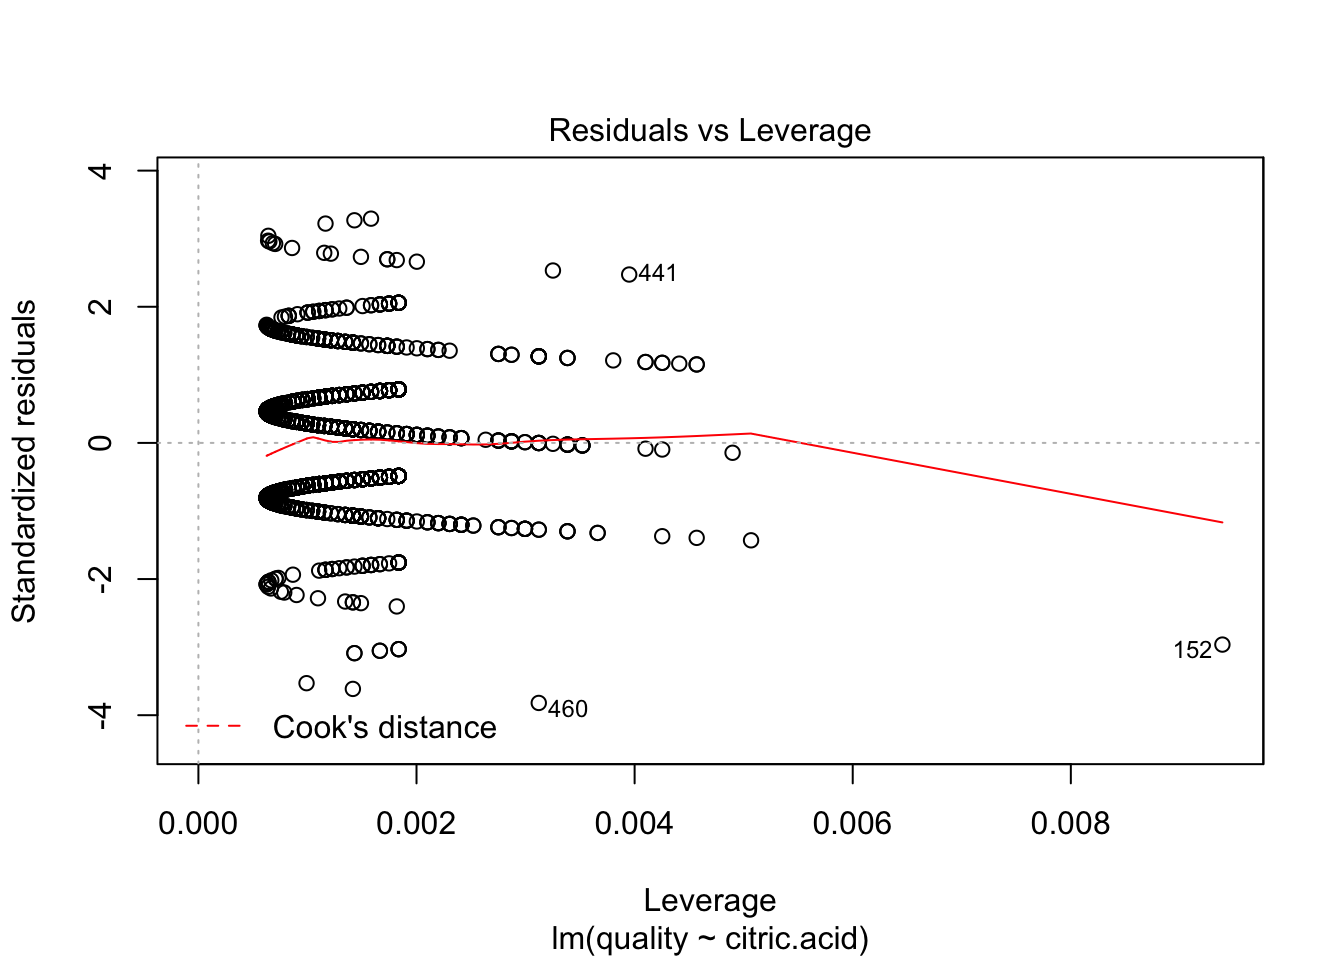 Residuals vs Leverage
Standardized residuals
4
2
0
-2
-4
441
152
460
Cook's distance
0.000 0.002 0.004 0.006 0.008
Leverage
lm(quality ~ citric.acid)